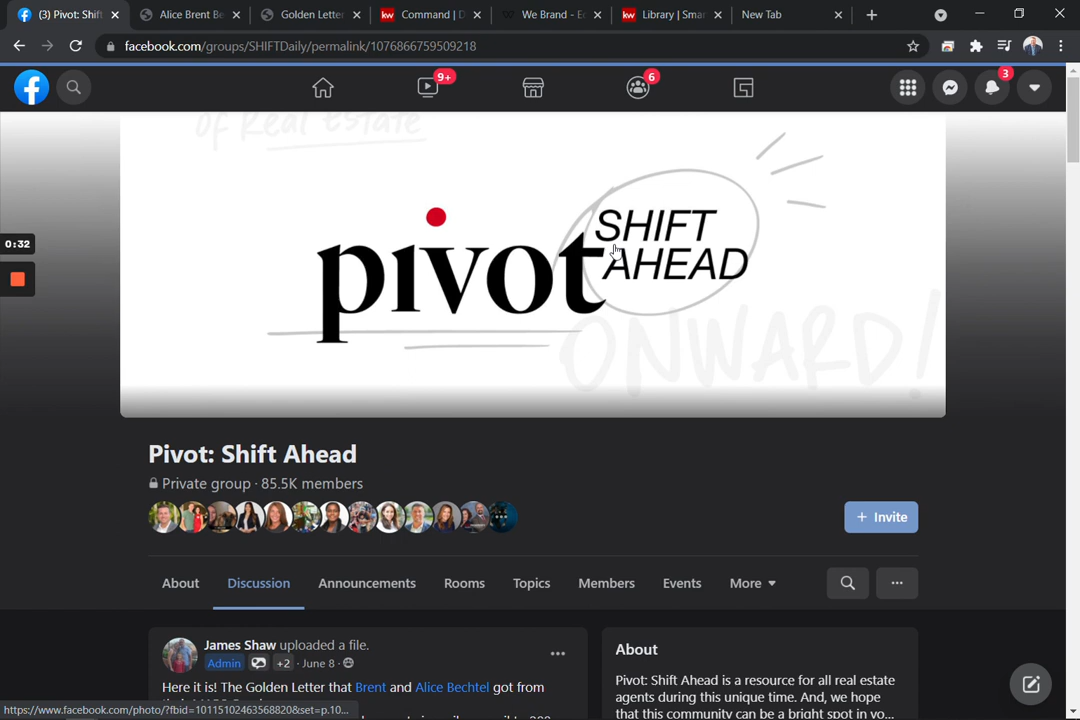 (3) Pivot: Shift
Alice Brent Be
Golden Letter
Command | D
We Brand - Ec
Library | Smar
New Tab
facebook.com/groups/SHIFTDaily/permalink/1076866759509218
9+
6
3
of Real Estate
0:32
pivot
SHIFT
AHEAD
ONWARD!
Pivot: Shift Ahead
Private group · 85.5K members
+ Invite
About Discussion Announcements Rooms Topics Members Events More
James Shaw uploaded a file.
Admin +2 · June 8 ·
Here it is! The Golden Letter that Brent and Alice Bechtel got from
About
Pivot: Shift Ahead is a resource for all real estate
agents during this unique time. And, we hope
that this community can be a bright spot in yo...
https://www.facebook.com/photo/?fbid=10115102463568820&set=p.10...